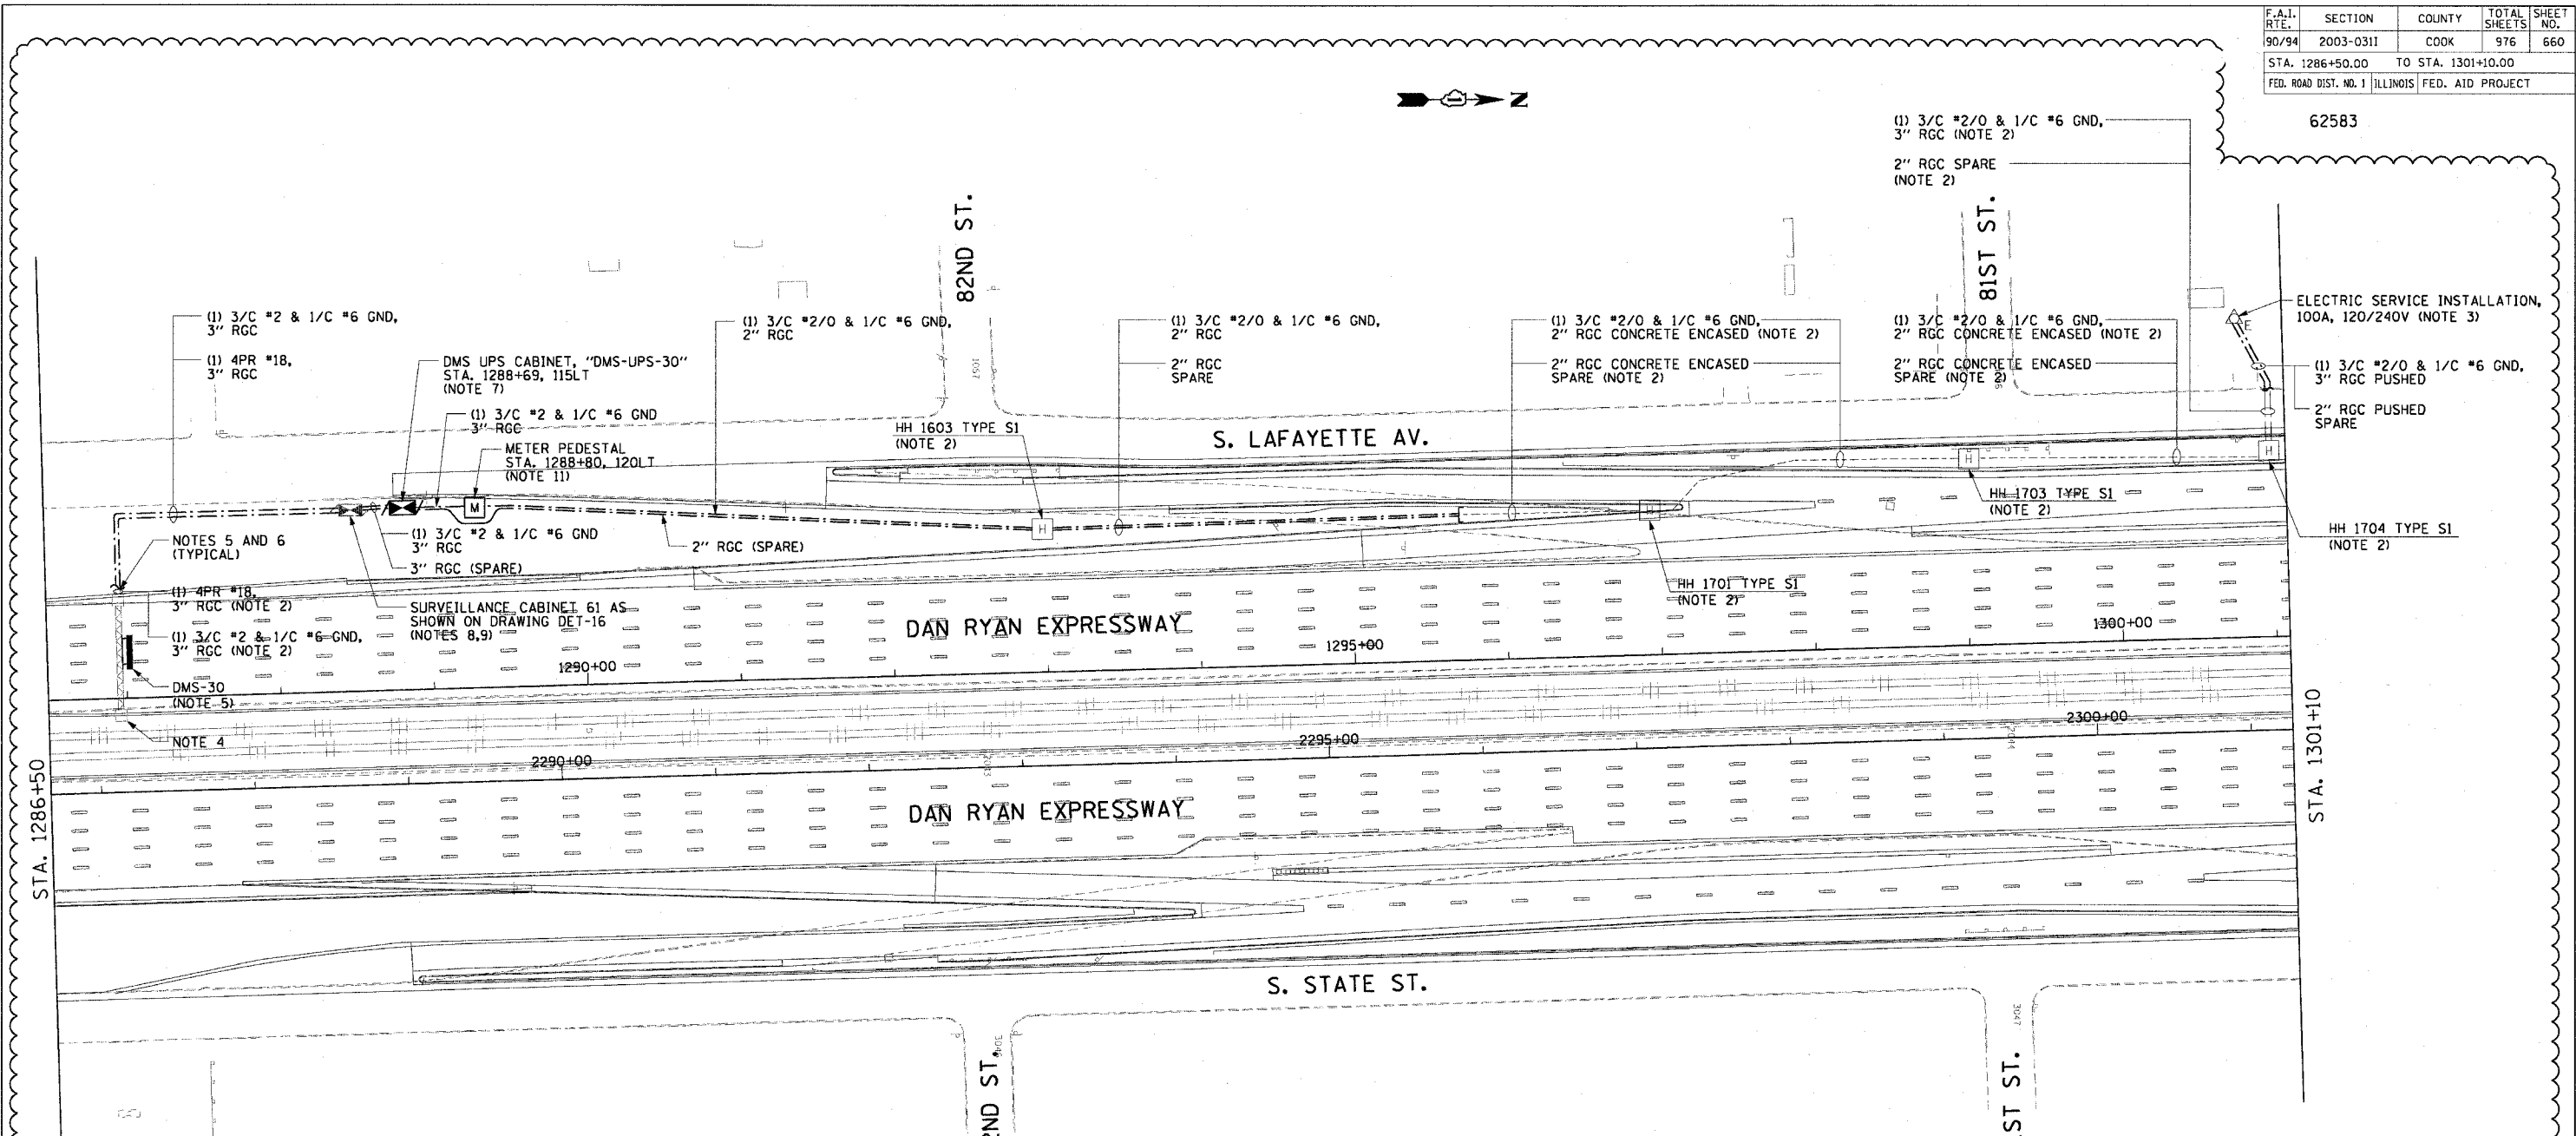 F.A.I. RTE. SECTION COUNTY TOTAL SHEETS SHEET NO.
90/94 2003-031I COOK 976 660
STA. 1286+50.00 TO STA. 1301+10.00
FED. ROAD DIST. NO. 1 ILLINOIS FED. AID PROJECT
62583
N
(1) 3/C #2/0 & 1/C #6 GND,
3" RGC (NOTE 2)
2" RGC SPARE
(NOTE 2)
82ND ST.
81ST ST.
ELECTRIC SERVICE INSTALLATION,
100A, 120/240V (NOTE 3)
E
(1) 3/C #2/0 & 1/C #6 GND,
3" RGC PUSHED
2" RGC PUSHED
SPARE
(1) 3/C #2 & 1/C #6 GND,
3" RGC
(1) 4PR #18,
3" RGC
DMS UPS CABINET, "DMS-UPS-30"
STA. 1288+69, 115LT
(NOTE 7)
(1) 3/C #2 & 1/C #6 GND
3" RGC
METER PEDESTAL
STA. 1288+80, 120LT
(NOTE 11)
M
(1) 3/C #2/0 & 1/C #6 GND,
2" RGC
1057
HH 1603 TYPE S1
(NOTE 2)
H
(1) 3/C #2/0 & 1/C #6 GND,
2" RGC
2" RGC
SPARE
(1) 3/C #2/0 & 1/C #6 GND,
2" RGC CONCRETE ENCASED (NOTE 2)
2" RGC CONCRETE ENCASED
SPARE (NOTE 2)
(1) 3/C #2/0 & 1/C #6 GND,
2" RGC CONCRETE ENCASED (NOTE 2)
2" RGC CONCRETE ENCASED
SPARE (NOTE 2)
S. LAFAYETTE AV.
H
H
H
HH 1703 TYPE S1
(NOTE 2)
HH 1704 TYPE S1
(NOTE 2)
HH 1701 TYPE S1
(NOTE 2)
NOTES 5 AND 6
(TYPICAL)
(1) 3/C #2 & 1/C #6 GND
3" RGC
3" RGC (SPARE)
2" RGC (SPARE)
(1) 4PR #18,
3" RGC (NOTE 2)
(1) 3/C #2 & 1/C #6 GND,
3" RGC (NOTE 2)
SURVEILLANCE CABINET 61 AS
SHOWN ON DRAWING DET-16
(NOTES 8,9)
DMS-30
(NOTE 5)
NOTE 4
DAN RYAN EXPRESSWAY
1290+00
1295+00
1300+00
2290+00
2295+00
2300+00
DAN RYAN EXPRESSWAY
STA. 1286+50
STA. 1301+10
S. STATE ST.
3046
3047
2ND ST.
ST ST.